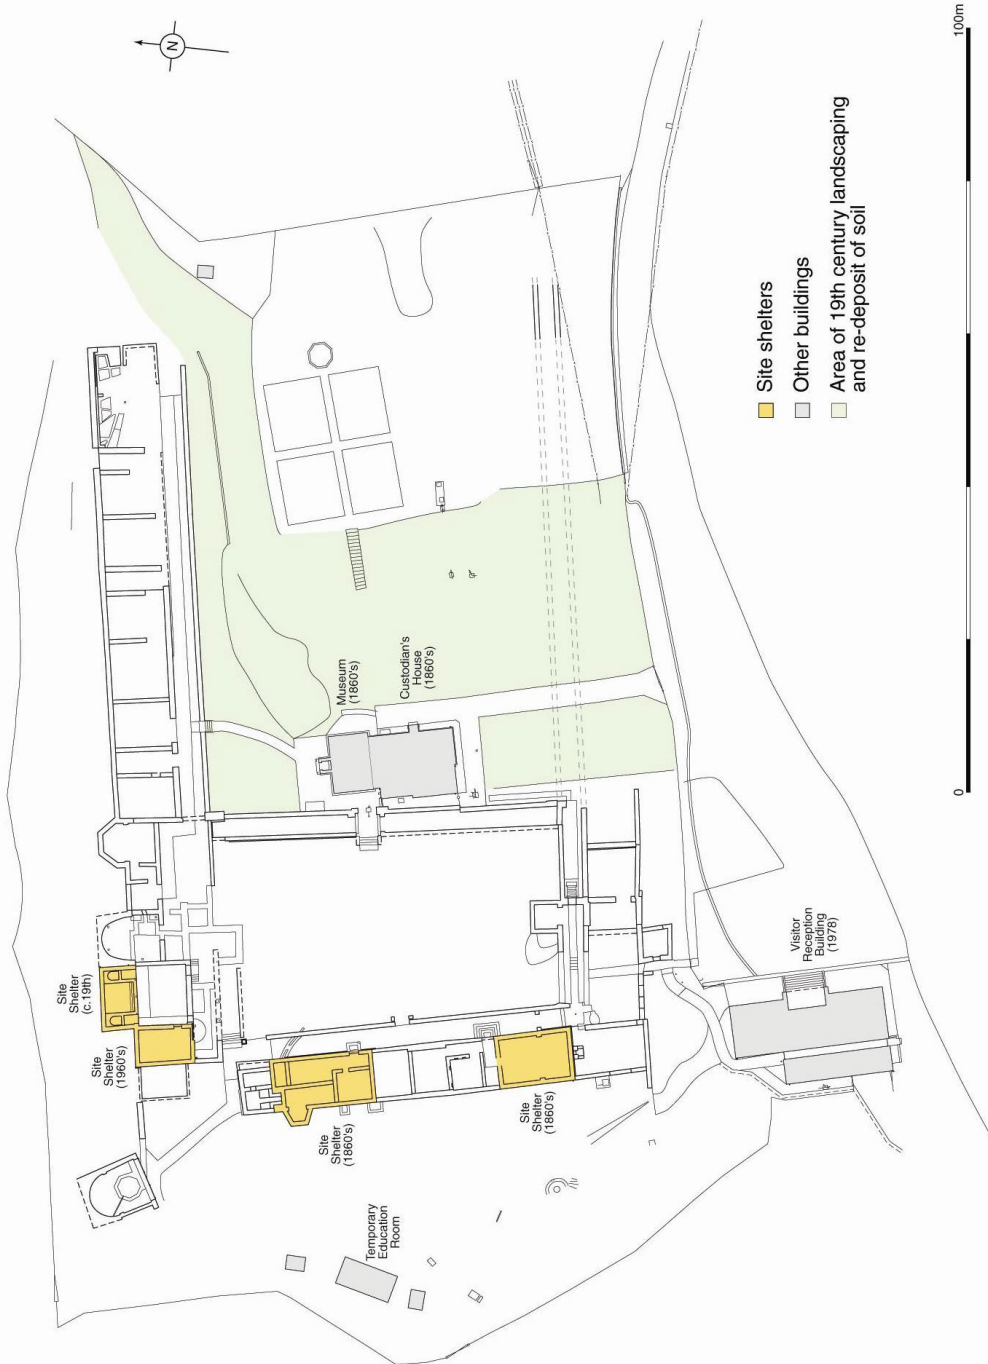 N
Site
Shelter
(c.19th)
Site
Shelter
(1960's)
Site
Shelter
(1860's)
Site
Shelter
(1860's)
Temporary
Education
Room
Museum
(1860's)
Custodian's
House
(1860's)
Visitor
Reception
Building
(1978)
Site shelters
Other buildings
Area of 19th century landscaping
and re-deposit of soil
0
100m